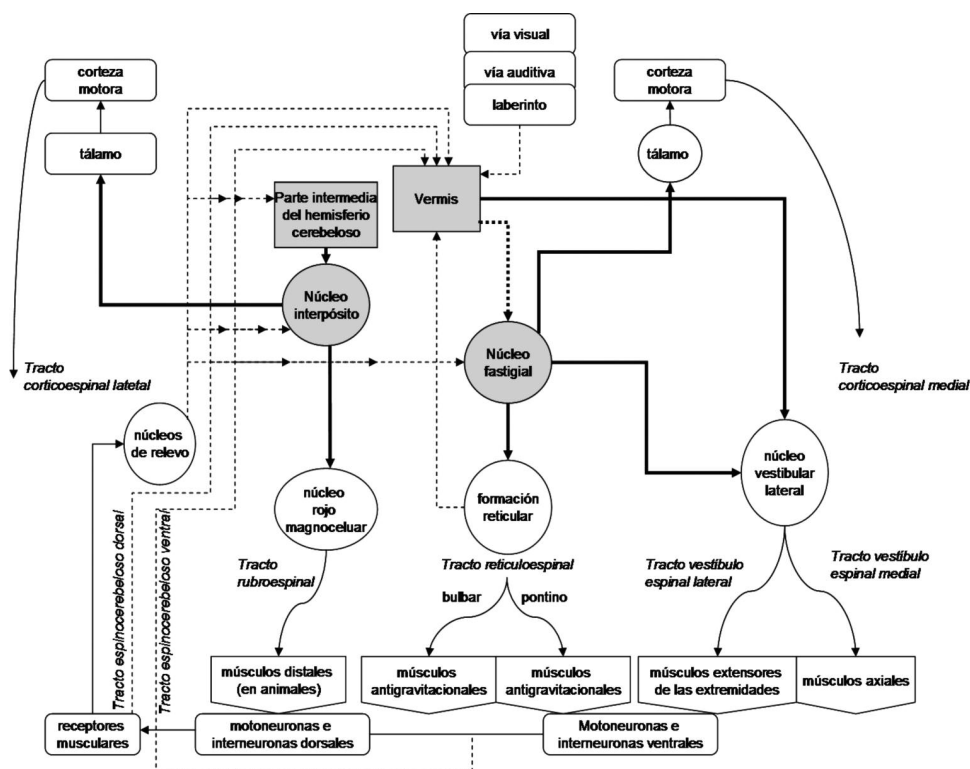 vía visual
vía auditiva
laberinto
corteza
motora
corteza
motora
tálamo
tálamo
Parte intermedia
del hemisferio
cerebeloso
Vermis
Núcleo
interpósito
Núcleo
fastigial
Tracto
corticoespinal latetal
Tracto
corticoespinal medial
núcleos
de relevo
núcleo
rojo
magnoceluar
formación
reticular
núcleo
vestibular
lateral
Tracto espinocerebeloso dorsal
Tracto espinocerebeloso ventral
Tracto
rubroespinal
Tracto reticuloespinal
bulbar
pontino
Tracto vestíbulo
espinal lateral
Tracto vestíbulo
espinal medial
músculos distales
(en animales)
músculos
antigravitacionales
músculos
antigravitacionales
músculos extensores
de las extremidades
músculos axiales
receptores
musculares
motoneuronas e
interneuronas dorsales
Motoneuronas e
interneuronas ventrales